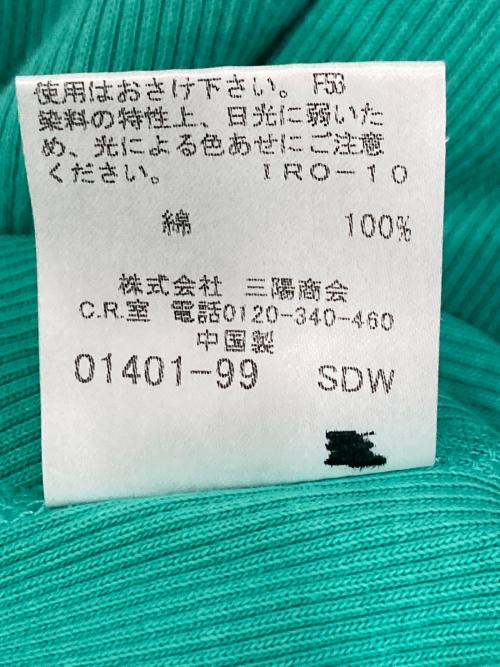 使用はおさけ下さい。 F53
染料の特性上、日光に弱いた
め、光による色あせにご注意
ください。 IRO-10
綿 100%
株式会社 三陽商会
C.R.室 電話0120-340-460
中国製
01401-99 SDW